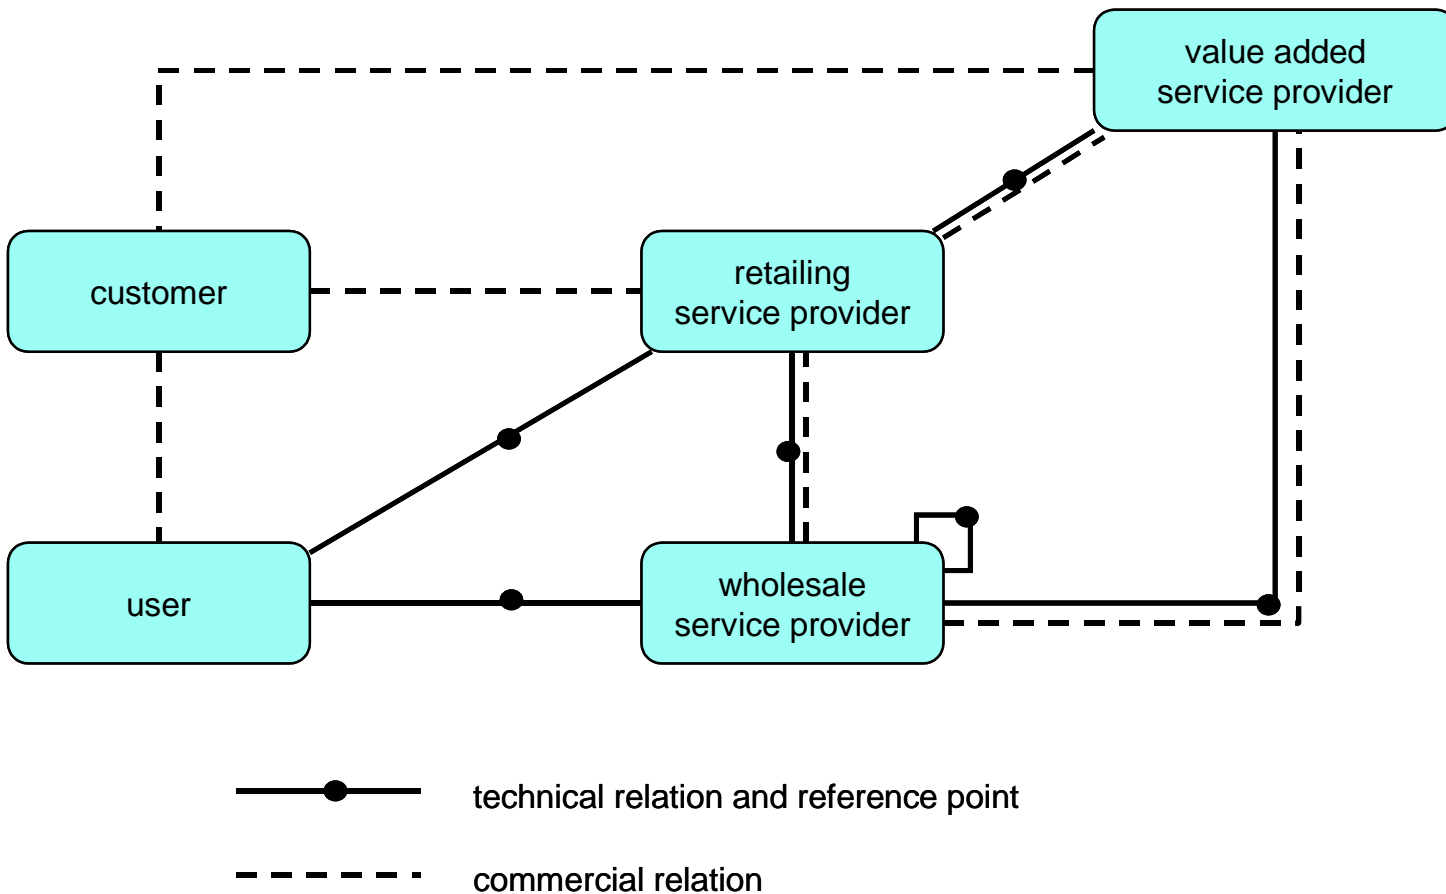 value added
service provider
customer
retailing
service provider
user
wholesale
service provider
technical relation and reference point
commercial relation